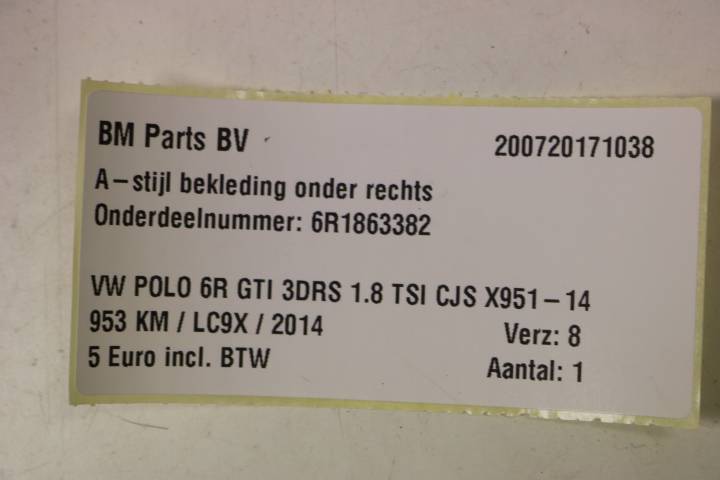 BM Parts BV 200720171038
A-stijl bekleding onder rechts
Onderdeelnummer: 6R1863382
VW POLO 6R GTI 3DRS 1.8 TSI CJS X951-14
953 KM / LC9X / 2014 Verz: 8
5 Euro incl. BTW Aantal: 1